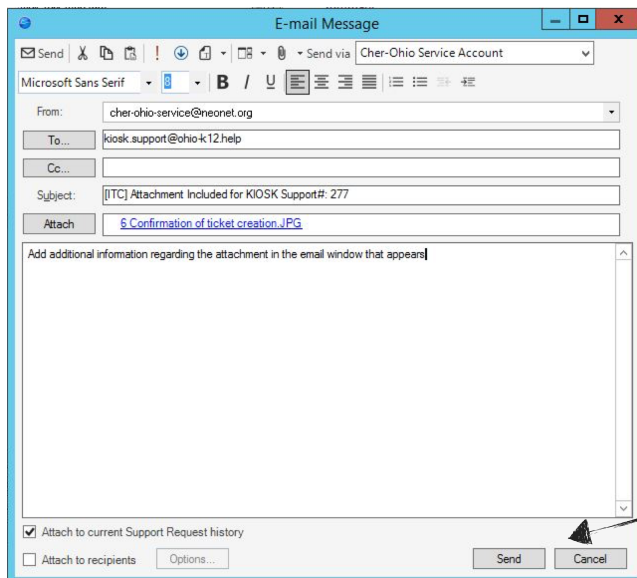 E-mail Message
Send ! Send via Cher-Ohio Service Account
Microsoft Sans Serif 8 B I U
From: cher-ohio-service@neonet.org
To... kiosk.support@ohio-k12.help
Cc...
Subject: [ITC] Attachment Included for KIOSK Support#: 277
Attach 6 Confirmation of ticket creation.JPG
Add additional information regarding the attachment in the email window that appears
Attach to current Support Request history
Attach to recipients Options... Send Cancel